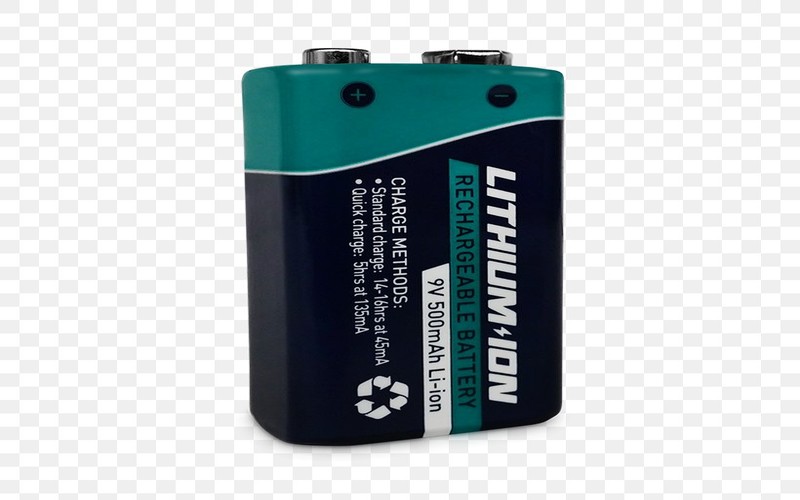 + −
LITHIUM-ION
RECHARGEABLE BATTERY
9V 500mAh Li-ion
CHARGE METHODS:
• Standard charge: 14-16hrs at 45mA
• Quick charge: 5hrs at 135mA